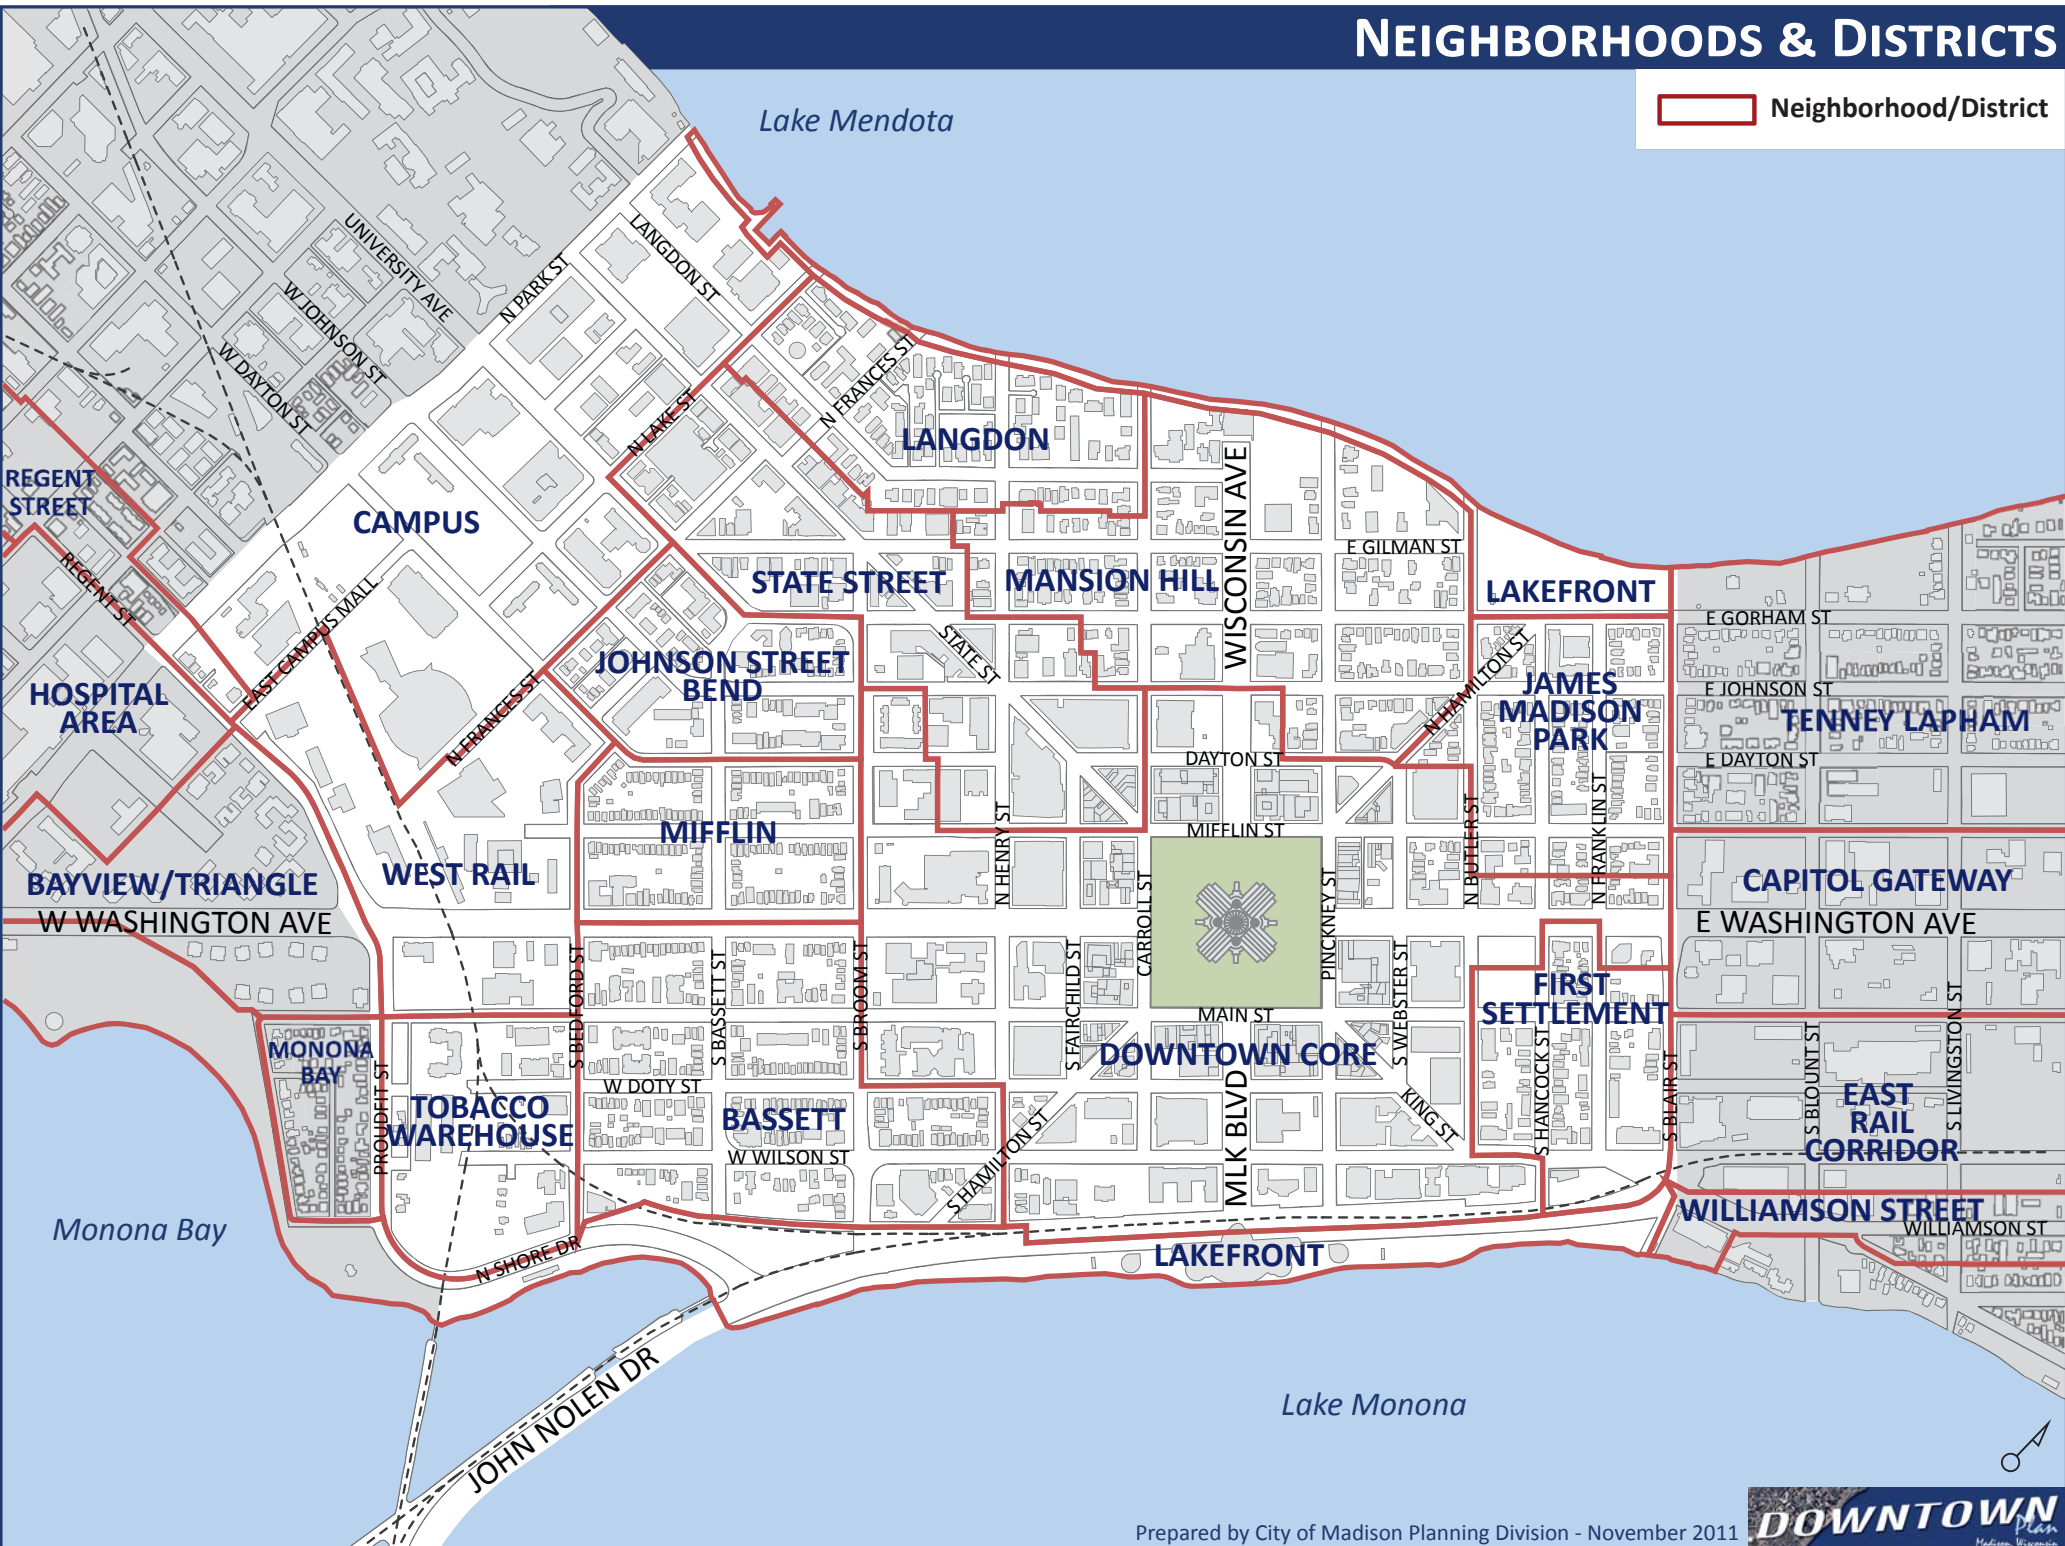 NEIGHBORHOODS & DISTRICTS
Neighborhood/District
Lake Mendota
LANGDON ST
UNIVERSITY AVE
N PARK ST
W JOHNSON ST
W DAYTON ST
N FRANCES ST
N LAKE ST
LANGDON
WISCONSIN AVE
REGENT
STREET
CAMPUS
E GILMAN ST
STATE STREET
MANSION HILL
LAKEFRONT
REGENT ST
EAST CAMPUS MALL
E GORHAM ST
STATE ST
N HAMILTON ST
JOHNSON STREET
BEND
HOSPITAL
AREA
N FRANCES ST
JAMES
MADISON
PARK
E JOHNSON ST
TENNEY LAPHAM
DAYTON ST
E DAYTON ST
MIFFLIN
N HENRY ST
MIFFLIN ST
N BUTLER ST
N FRANKLIN ST
BAYVIEW/TRIANGLE
WEST RAIL
CARROLL ST
PINCKNEY ST
CAPITOL GATEWAY
W WASHINGTON AVE
E WASHINGTON AVE
S BEDFORD ST
S BASSETT ST
S BROOM ST
S FAIRCHILD ST
S WEBSTER ST
FIRST
SETTLEMENT
MAIN ST
MONONA
BAY
PROUDFIT ST
DOWNTOWN CORE
S HANCOCK ST
S BLAIR ST
S BLOUNT ST
S LIVINGSTON ST
W DOTY ST
TOBACCO
WAREHOUSE
BASSETT
MLK BLVD
KING ST
EAST
RAIL
CORRIDOR
W WILSON ST
S HAMILTON ST
Monona Bay
N SHORE DR
LAKEFRONT
WILLIAMSON STREET
WILLIAMSON ST
JOHN NOLEN DR
Lake Monona
Prepared by City of Madison Planning Division - November 2011
DOWNTOWN
Plan
Madison, Wisconsin